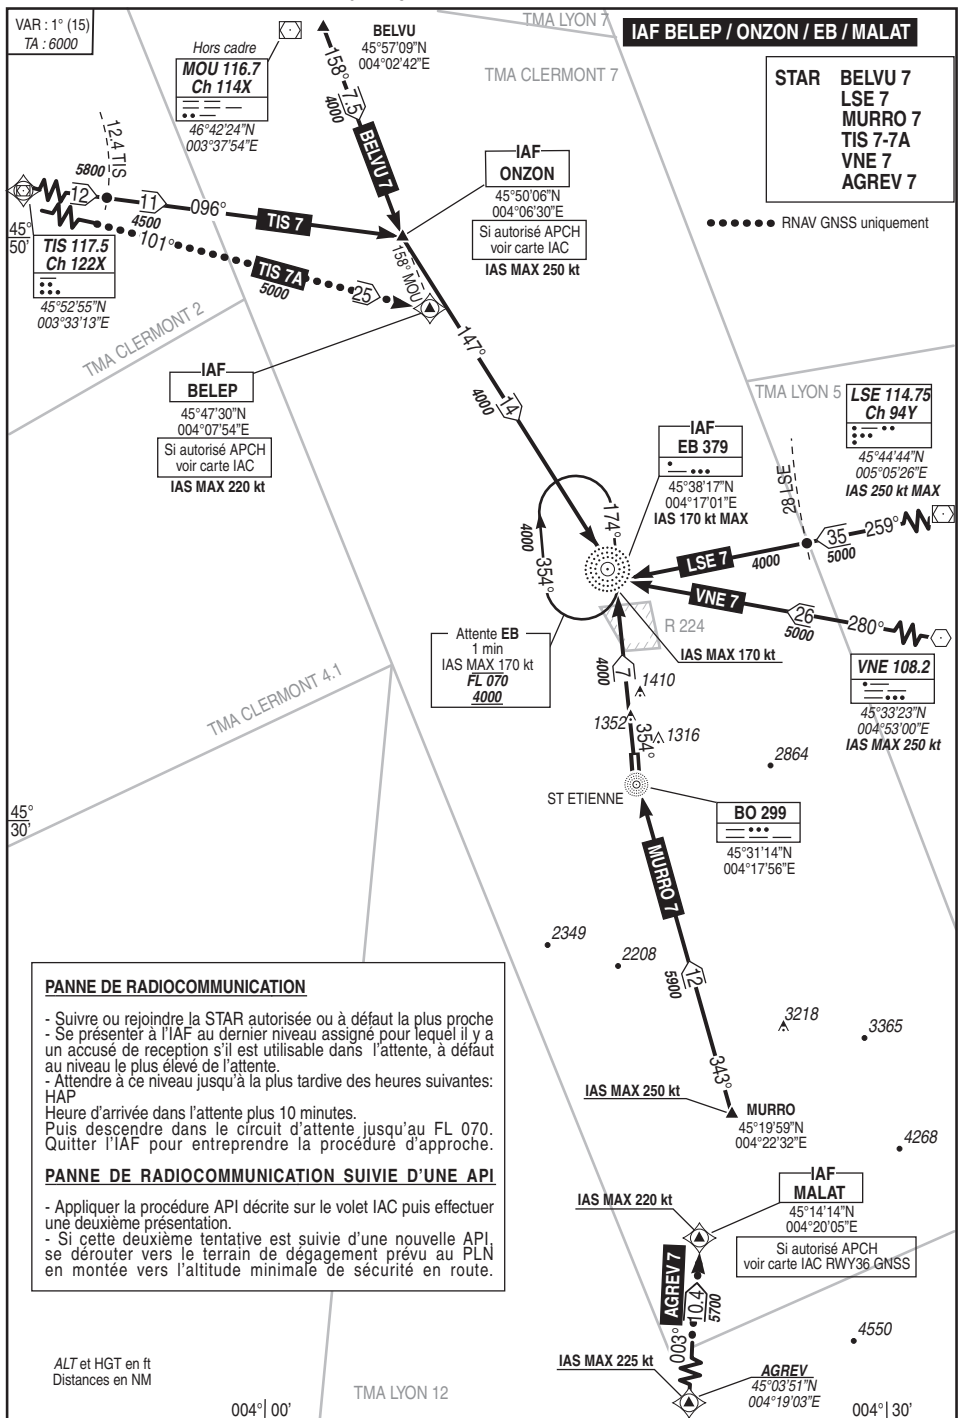 VAR : 1° (15)
TA : 6000
TMA LYON 7
IAF BELEP / ONZON / EB / MALAT
Hors cadre
MOU 116.7
Ch 114X
46°42'24"N
003°37'54"E
BELVU
45°57'09"N
004°02'42"E
158°
7.5
4000
BELVU 7
TMA CLERMONT 7
STAR BELVU 7
LSE 7
MURRO 7
TIS 7-7A
VNE 7
AGREV 7
RNAV GNSS uniquement
12.4 TIS
5800
12
11
4500
096°
TIS 7
101°
TIS 7A
5000
25
45°
50'
TIS 117.5
Ch 122X
45°52'55"N
003°33'13"E
IAF
ONZON
45°50'06"N
004°06'30"E
Si autorisé APCH
voir carte IAC
IAS MAX 250 kt
158° MOU
TMA CLERMONT 2
147°
14
4000
IAF
BELEP
45°47'30"N
004°07'54"E
Si autorisé APCH
voir carte IAC
IAS MAX 220 kt
TMA LYON 5
LSE 114.75
Ch 94Y
45°44'44"N
005°05'26"E
IAS 250 kt MAX
IAF
EB 379
45°38'17"N
004°17'01"E
IAS 170 kt MAX
28 LSE
174°
4000
354°
LSE 7
4000
35
5000
259°
VNE 7
26
5000
280°
R 224
Attente EB
1 min
IAS MAX 170 kt
FL 070
4000
IAS MAX 170 kt
VNE 108.2
45°33'23"N
004°53'00"E
IAS MAX 250 kt
7
4000
1410
1352
354°
1316
2864
TMA CLERMONT 4.1
ST ETIENNE
BO 299
45°31'14"N
004°17'56"E
45°
30'
MURRO 7
2349
2208
12
5900
3218
3365
343°
IAS MAX 250 kt
MURRO
45°19'59"N
004°22'32"E
4268
PANNE DE RADIOCOMMUNICATION
- Suivre ou rejoindre la STAR autorisée ou à défaut la plus proche
- Se présenter à l'IAF au dernier niveau assigné pour lequel il y a
un accusé de reception s'il est utilisable dans l'attente, à défaut
au niveau le plus élevé de l'attente.
- Attendre à ce niveau jusqu'à la plus tardive des heures suivantes:
HAP
Heure d'arrivée dans l'attente plus 10 minutes.
Puis descendre dans le circuit d'attente jusqu'au FL 070.
Quitter l'IAF pour entreprendre la procédure d'approche.
PANNE DE RADIOCOMMUNICATION SUIVIE D'UNE API
- Appliquer la procédure API décrite sur le volet IAC puis effectuer
une deuxième présentation.
- Si cette deuxième tentative est suivie d'une nouvelle API,
se dérouter vers le terrain de dégagement prévu au PLN
en montée vers l'altitude minimale de sécurité en route.
IAS MAX 220 kt
IAF
MALAT
45°14'14"N
004°20'05"E
Si autorisé APCH
voir carte IAC RWY36 GNSS
AGREV 7
10.4
5700
003°
4550
IAS MAX 225 kt
AGREV
45°03'51"N
004°19'03"E
ALT et HGT en ft
Distances en NM
TMA LYON 12
004° 00'
004° 30'